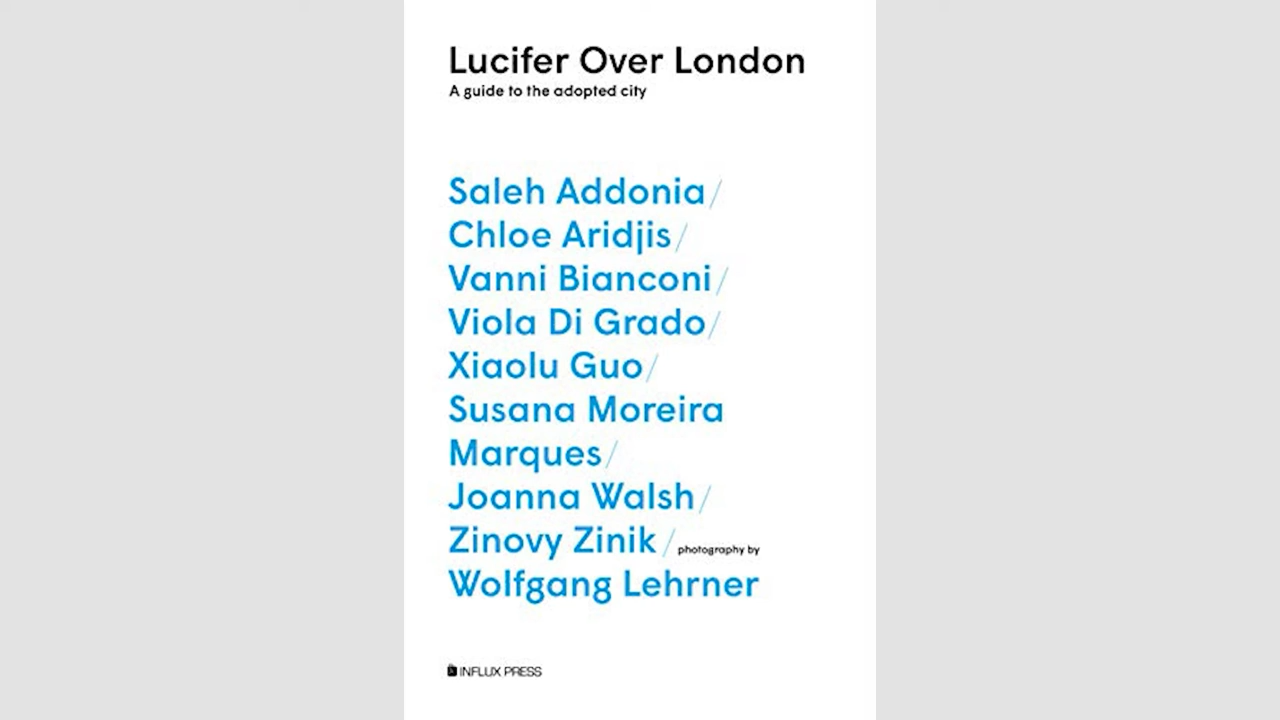 Lucifer Over London
A guide to the adopted city
Saleh Addonia/
Chloe Aridjis/
Vanni Bianconi/
Viola Di Grado/
Xiaolu Guo/
Susana Moreira
Marques/
Joanna Walsh/
Zinovy Zinik/ photography by
Wolfgang Lehrner
INFLUX PRESS